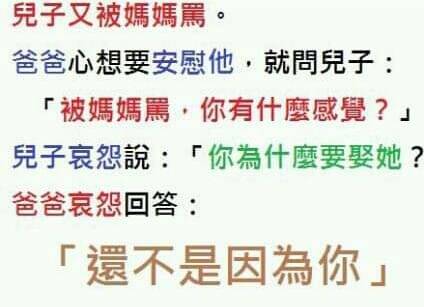 兒子又被媽媽罵。
爸爸心想要安慰他，就問兒子：
「被媽媽罵，你有什麼感覺？」
兒子哀怨說：「你為什麼要娶她？
爸爸哀怨回答：
「還不是因為你」